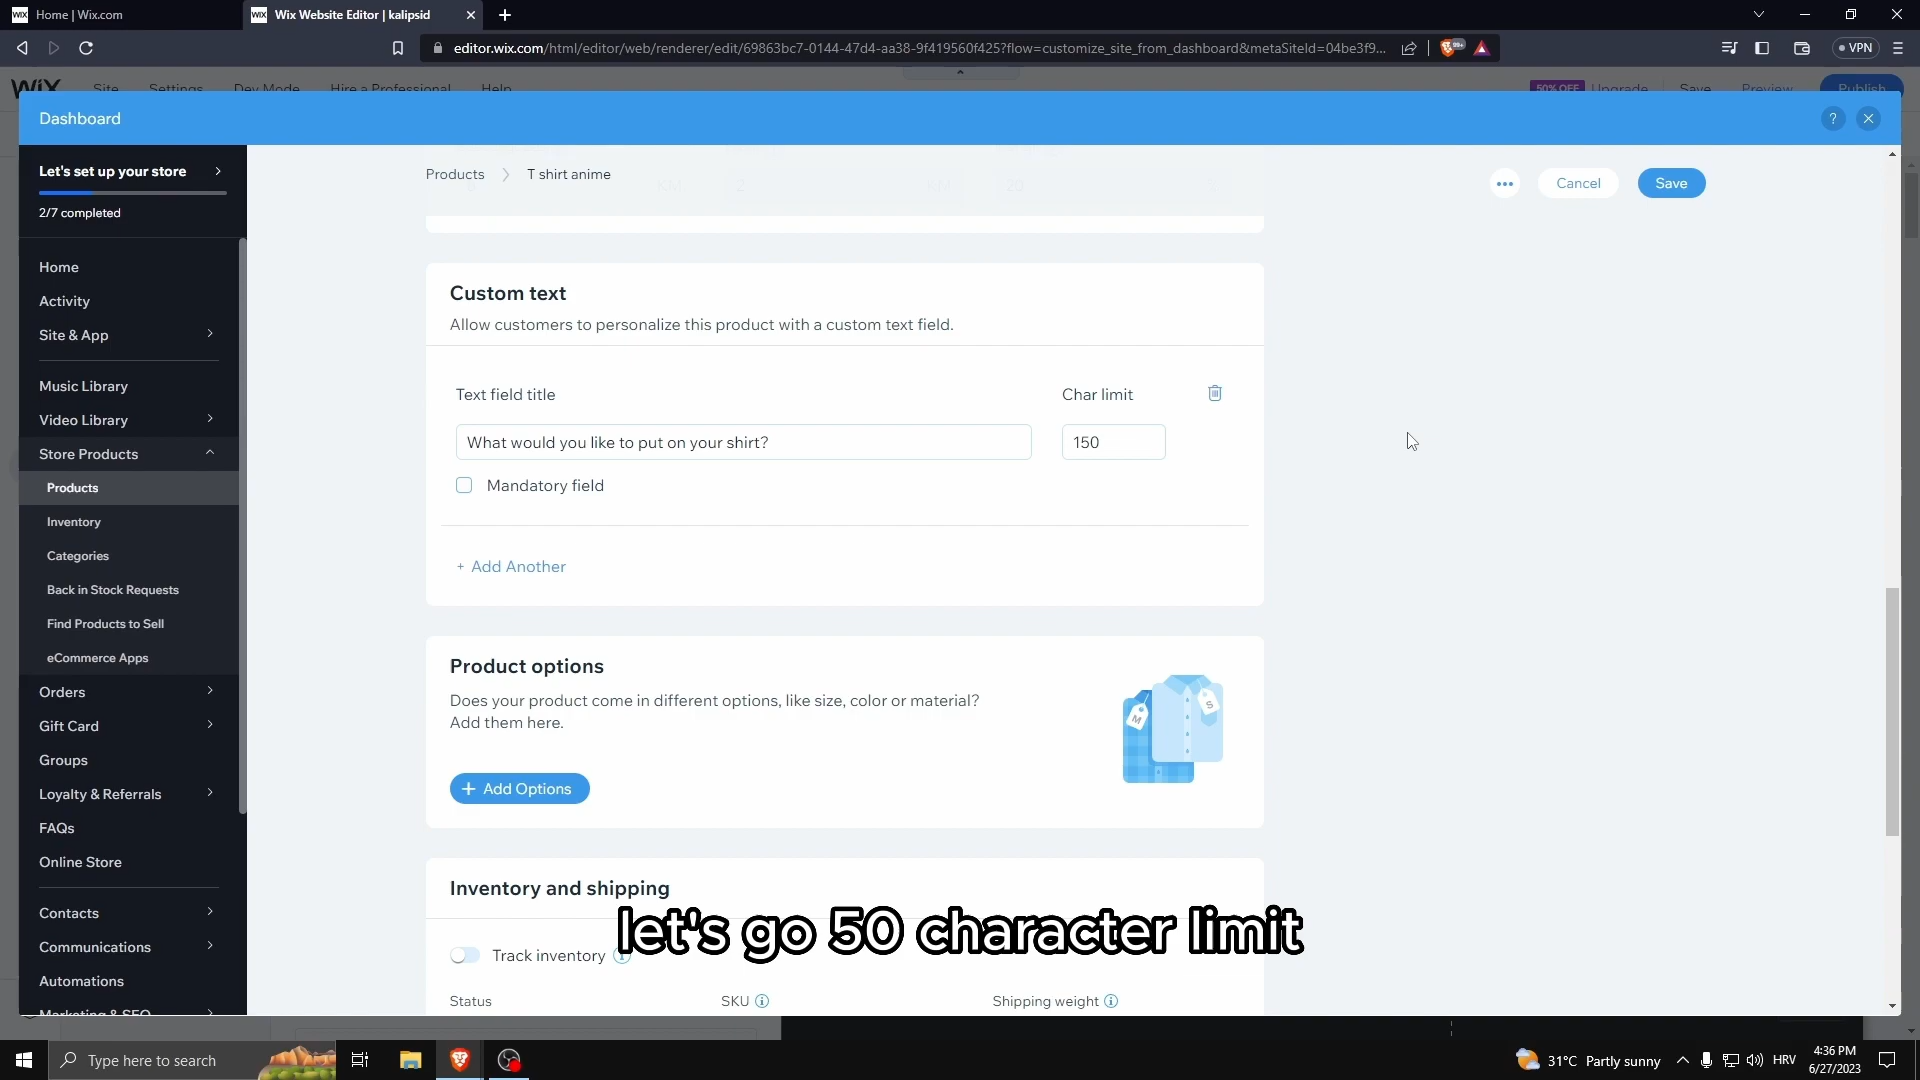 Home | Wix.com
Wix Website Editor | kalipsid
editor.wix.com/html/editor/web/renderer/edit/69863bc7-0144-47d4-aa38-9f419560f425?flow=customize_site_from_dashboard&metaSiteId=04be3f9...
VPN
WIX
Site
Settings
Dev Mode
Hire a Professional
Help
50% OFF
Upgrade
Save
Preview
Publish
Dashboard
?
Let's set up your store
2/7 completed
Home
Activity
Site & App
Music Library
Video Library
Store Products
Products
Inventory
Categories
Back in Stock Requests
Find Products to Sell
eCommerce Apps
Orders
Gift Card
Groups
Loyalty & Referrals
FAQs
Online Store
Contacts
Communications
Automations
Marketing & SEO
Products
T shirt anime
Cancel
Save
Custom text
Allow customers to personalize this product with a custom text field.
Text field title
Char limit
What would you like to put on your shirt?
150
Mandatory field
+ Add Another
Product options
Does your product come in different options, like size, color or material?
Add them here.
M
S
+ Add Options
Inventory and shipping
Track inventory
let's go 50 character limit
Status
SKU
Shipping weight
Type here to search
31°C Partly sunny
HRV
4:36 PM
6/27/2023